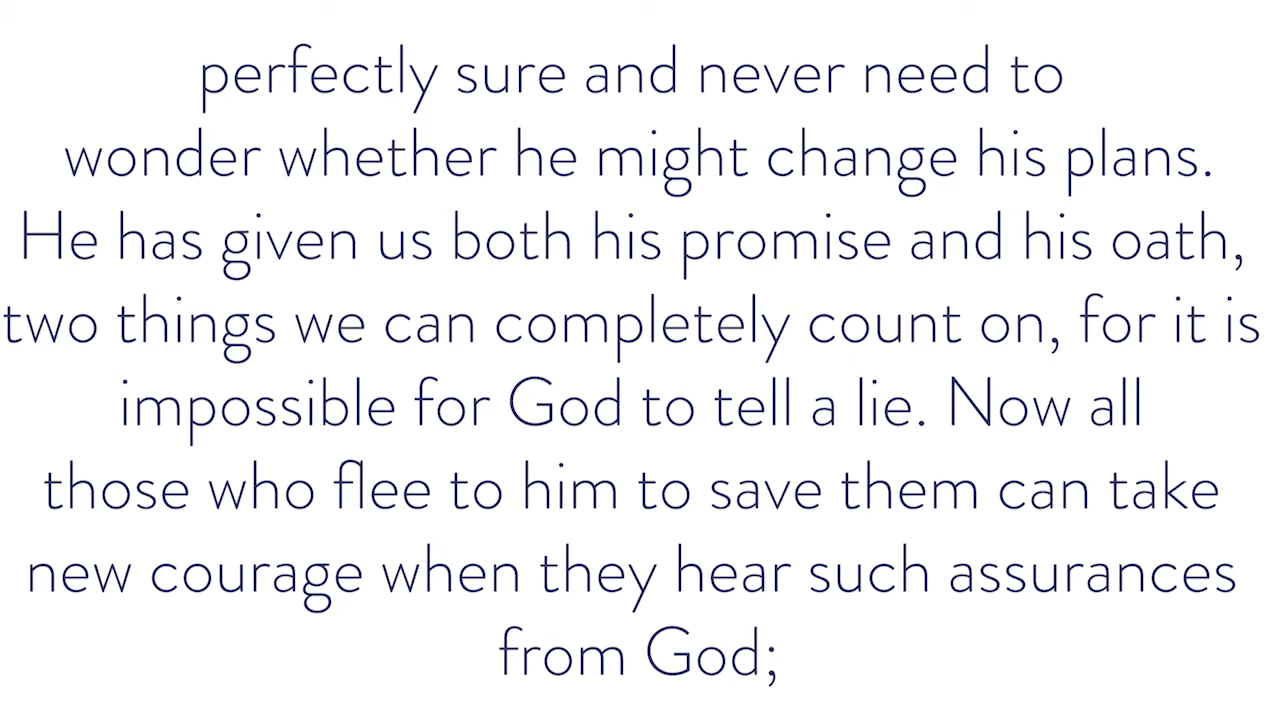 perfectly sure and never need to
wonder whether he might change his plans.
He has given us both his promise and his oath,
two things we can completely count on, for it is
impossible for God to tell a lie. Now all
those who flee to him to save them can take
new courage when they hear such assurances
from God;